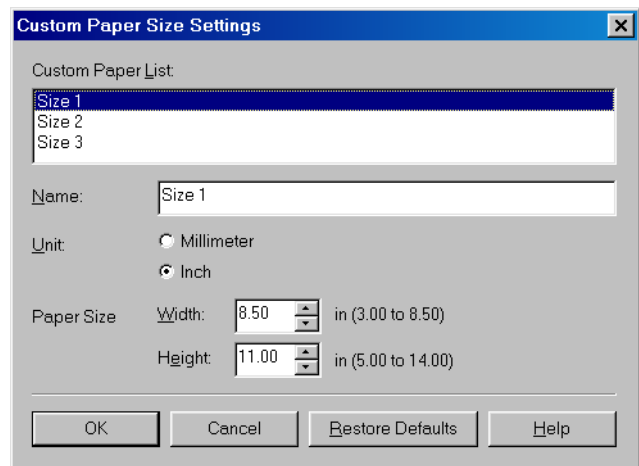 Custom Paper Size Settings
Custom Paper List:
Size 1
Size 2
Size 3
Name: Size 1
Unit: Millimeter
Inch
Paper Size Width: 8.50 in (3.00 to 8.50)
Height: 11.00 in (5.00 to 14.00)
OK Cancel Restore Defaults Help